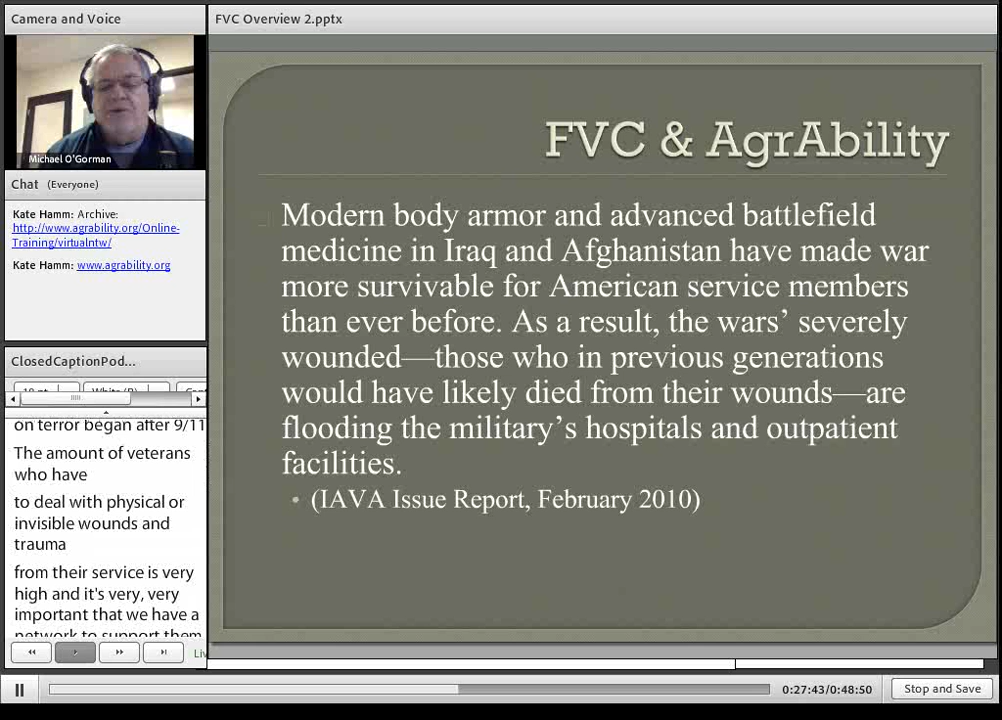 Camera and Voice
FVC Overview 2.pptx
Michael O'Gorman
Chat (Everyone)
Kate Hamm: Archive:
http://www.agrability.org/Online-
Training/virtualntw/
Kate Hamm: www.agrability.org
ClosedCaptionPod...
on terror began after 9/11
The amount of veterans
who have
to deal with physical or
invisible wounds and
trauma
from their service is very
high and it's very, very
important that we have a
network to support them
FVC & AgrAbility
Modern body armor and advanced battlefield
medicine in Iraq and Afghanistan have made war
more survivable for American service members
than ever before. As a result, the wars’ severely
wounded—those who in previous generations
would have likely died from their wounds—are
flooding the military’s hospitals and outpatient
facilities.
• (IAVA Issue Report, February 2010)
0:27:43/0:48:50
Stop and Save